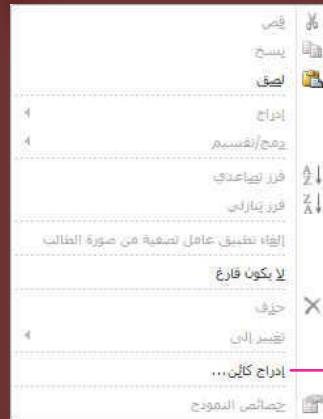 قص
نسخ
لصق
إدراج
دمج/تقسيم
فرز تصاعدي
فرز تنازلي
إلغاء تطبيق عامل تصفية من صورة الطالب
لا يكون فارغ
حذف
تغيير إلى
إدراج كائن...
خصائص النموذج